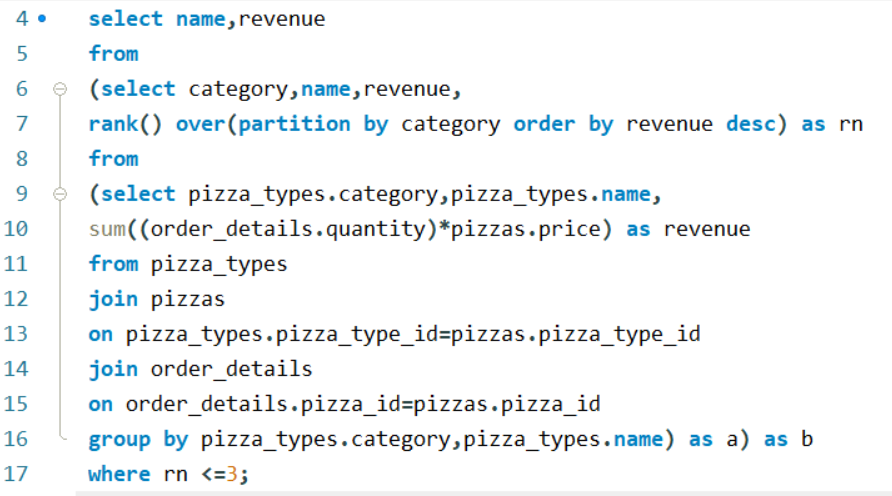 4 select name,revenue
5 from
6 (select category,name,revenue,
7 rank() over(partition by category order by revenue desc) as rn
8 from
9 (select pizza_types.category,pizza_types.name,
10 sum((order_details.quantity)*pizzas.price) as revenue
11 from pizza_types
12 join pizzas
13 on pizza_types.pizza_type_id=pizzas.pizza_type_id
14 join order_details
15 on order_details.pizza_id=pizzas.pizza_id
16 group by pizza_types.category,pizza_types.name) as a) as b
17 where rn <=3;